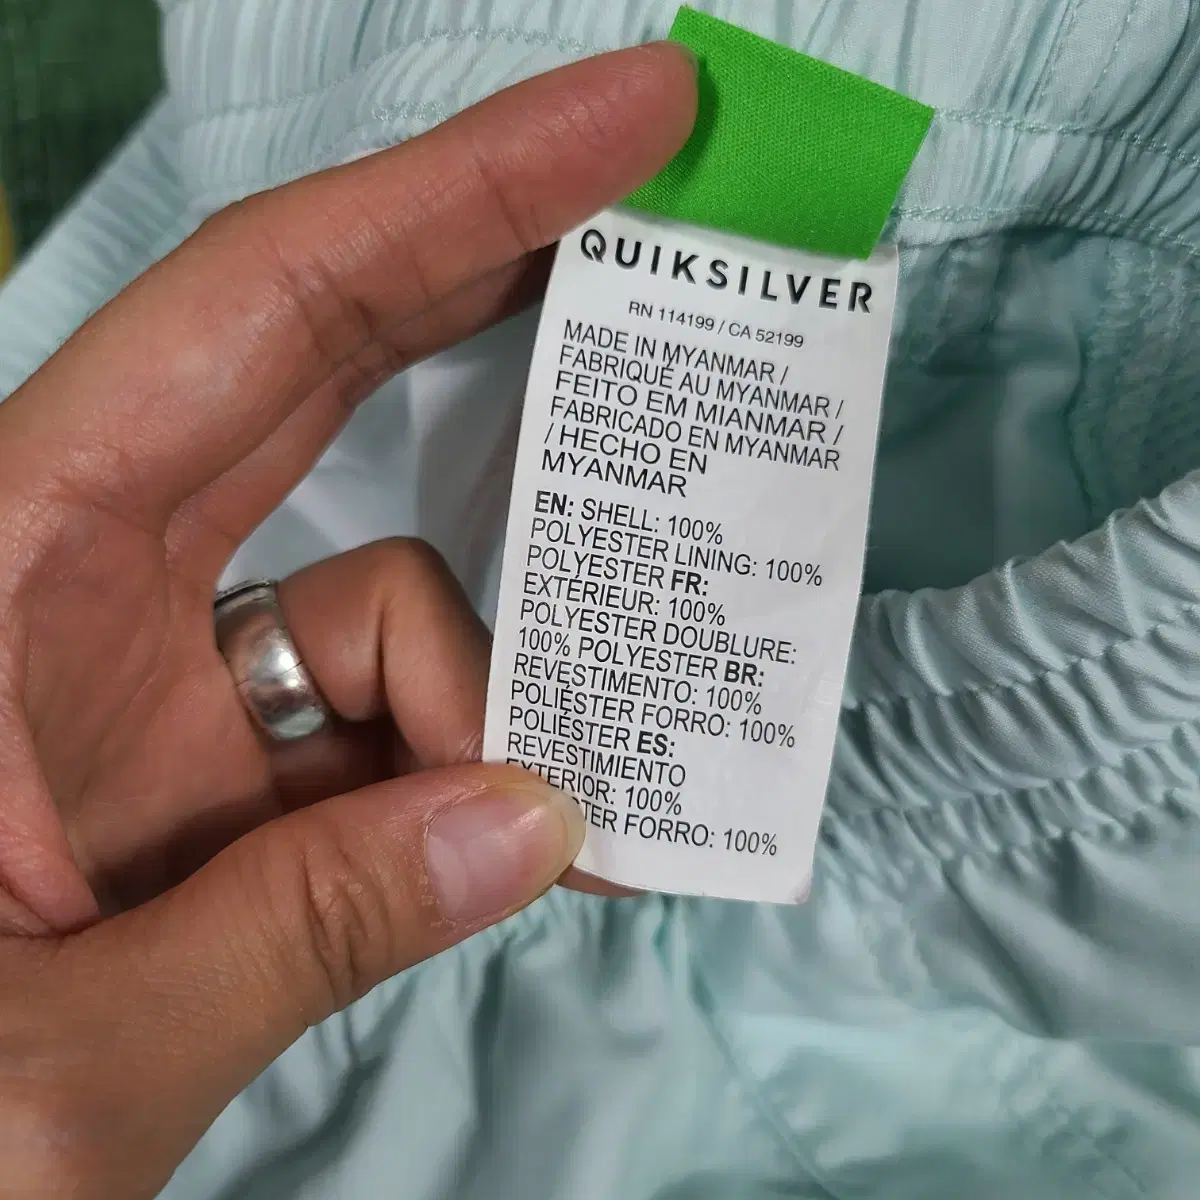 QUIKSILVER
RN 114199 / CA 52199
MADE IN MYANMAR /
FABRIQUÉ AU MYANMAR /
FEITO EM MIANMAR /
FABRICADO EN MYANMAR
/ HECHO EN
MYANMAR
EN: SHELL: 100%
POLYESTER LINING: 100%
POLYESTER FR:
EXTÉRIEUR: 100%
POLYESTER DOUBLURE:
100% POLYESTER BR:
REVESTIMENTO: 100%
POLIÉSTER FORRO: 100%
POLIÉSTER ES:
REVESTIMIENTO
EXTERIOR: 100%
FORRO: 100%